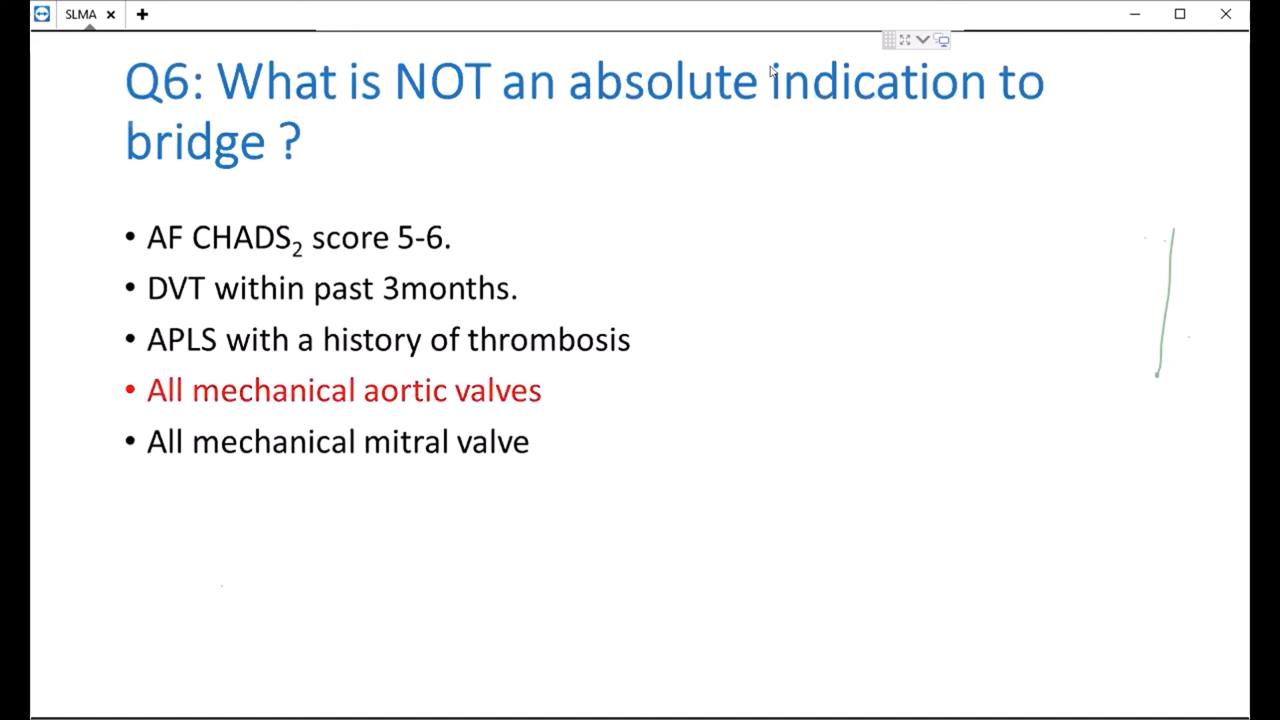 SLMA
Q6: What is NOT an absolute indication to
bridge ?
• AF CHADS₂ score 5-6.
• DVT within past 3months.
• APLS with a history of thrombosis
• All mechanical aortic valves
• All mechanical mitral valve